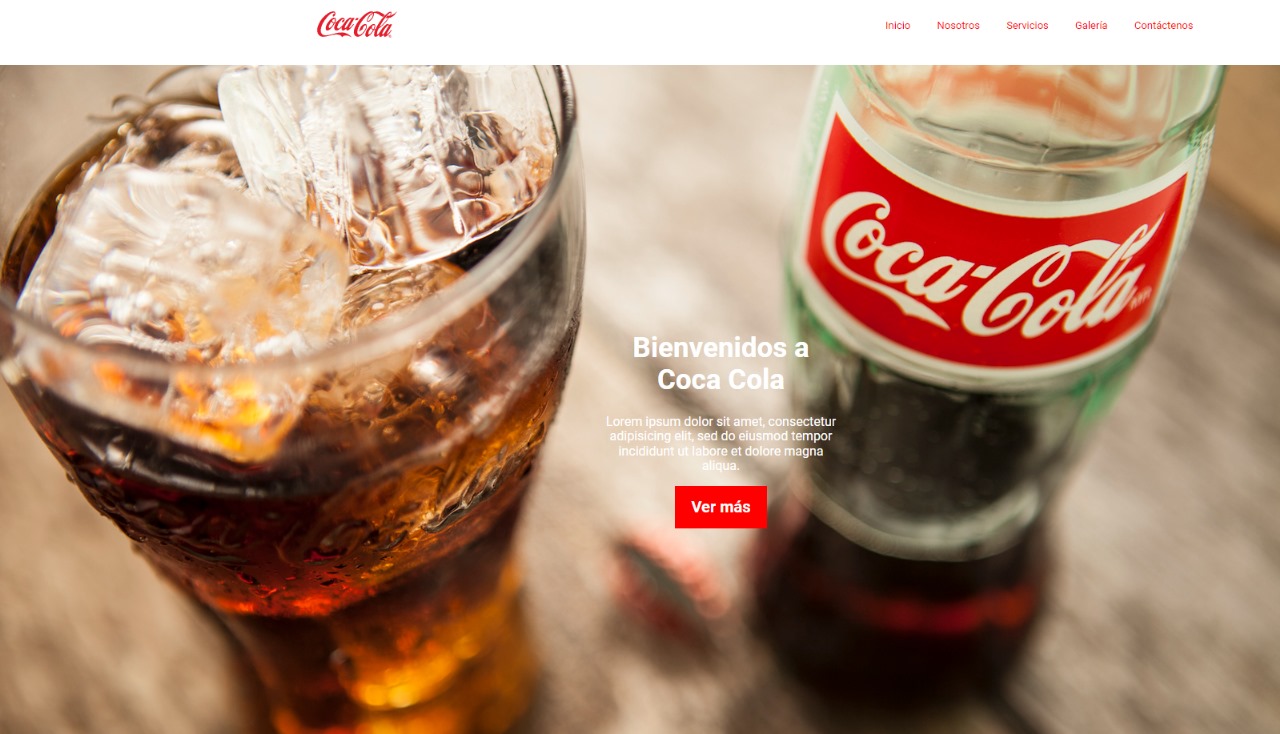 Coca-Cola
Inicio Nosotros Servicios Galería Contáctenos
Coca-Cola
Bienvenidos a
Coca Cola
Lorem ipsum dolor sit amet, consectetur
adipisicing elit, sed do eiusmod tempor
incididunt ut labore et dolore magna
aliqua.
Ver más